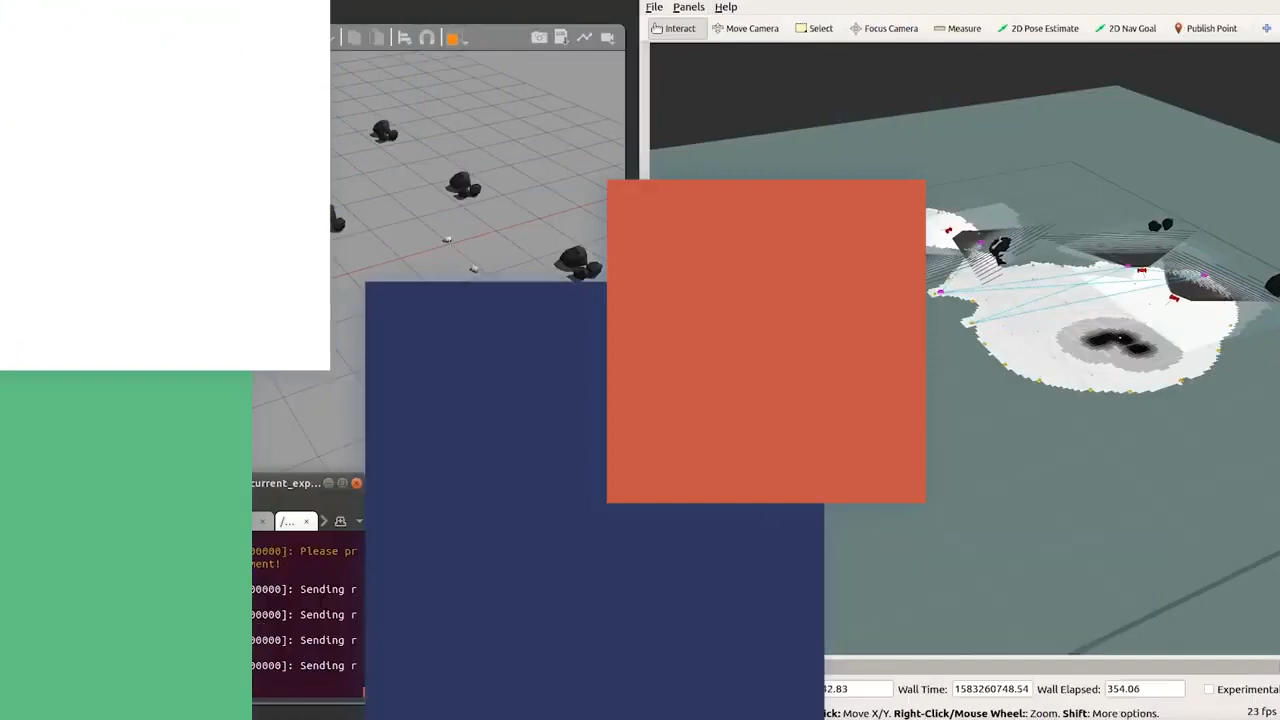 File Panels Help
Interact Move Camera Select Focus Camera Measure 2D Pose Estimate 2D Nav Goal Publish Point
current_exp...
/...
00000]: Please pr
ment!
00000]: Sending r
00000]: Sending r
00000]: Sending r
00000]: Sending r
42.83 Wall Time: 1583260748.54 Wall Elapsed: 354.06 Experimental
ick: Move X/Y. Right-Click/Mouse Wheel:: Zoom. Shift: More options. 23 fps